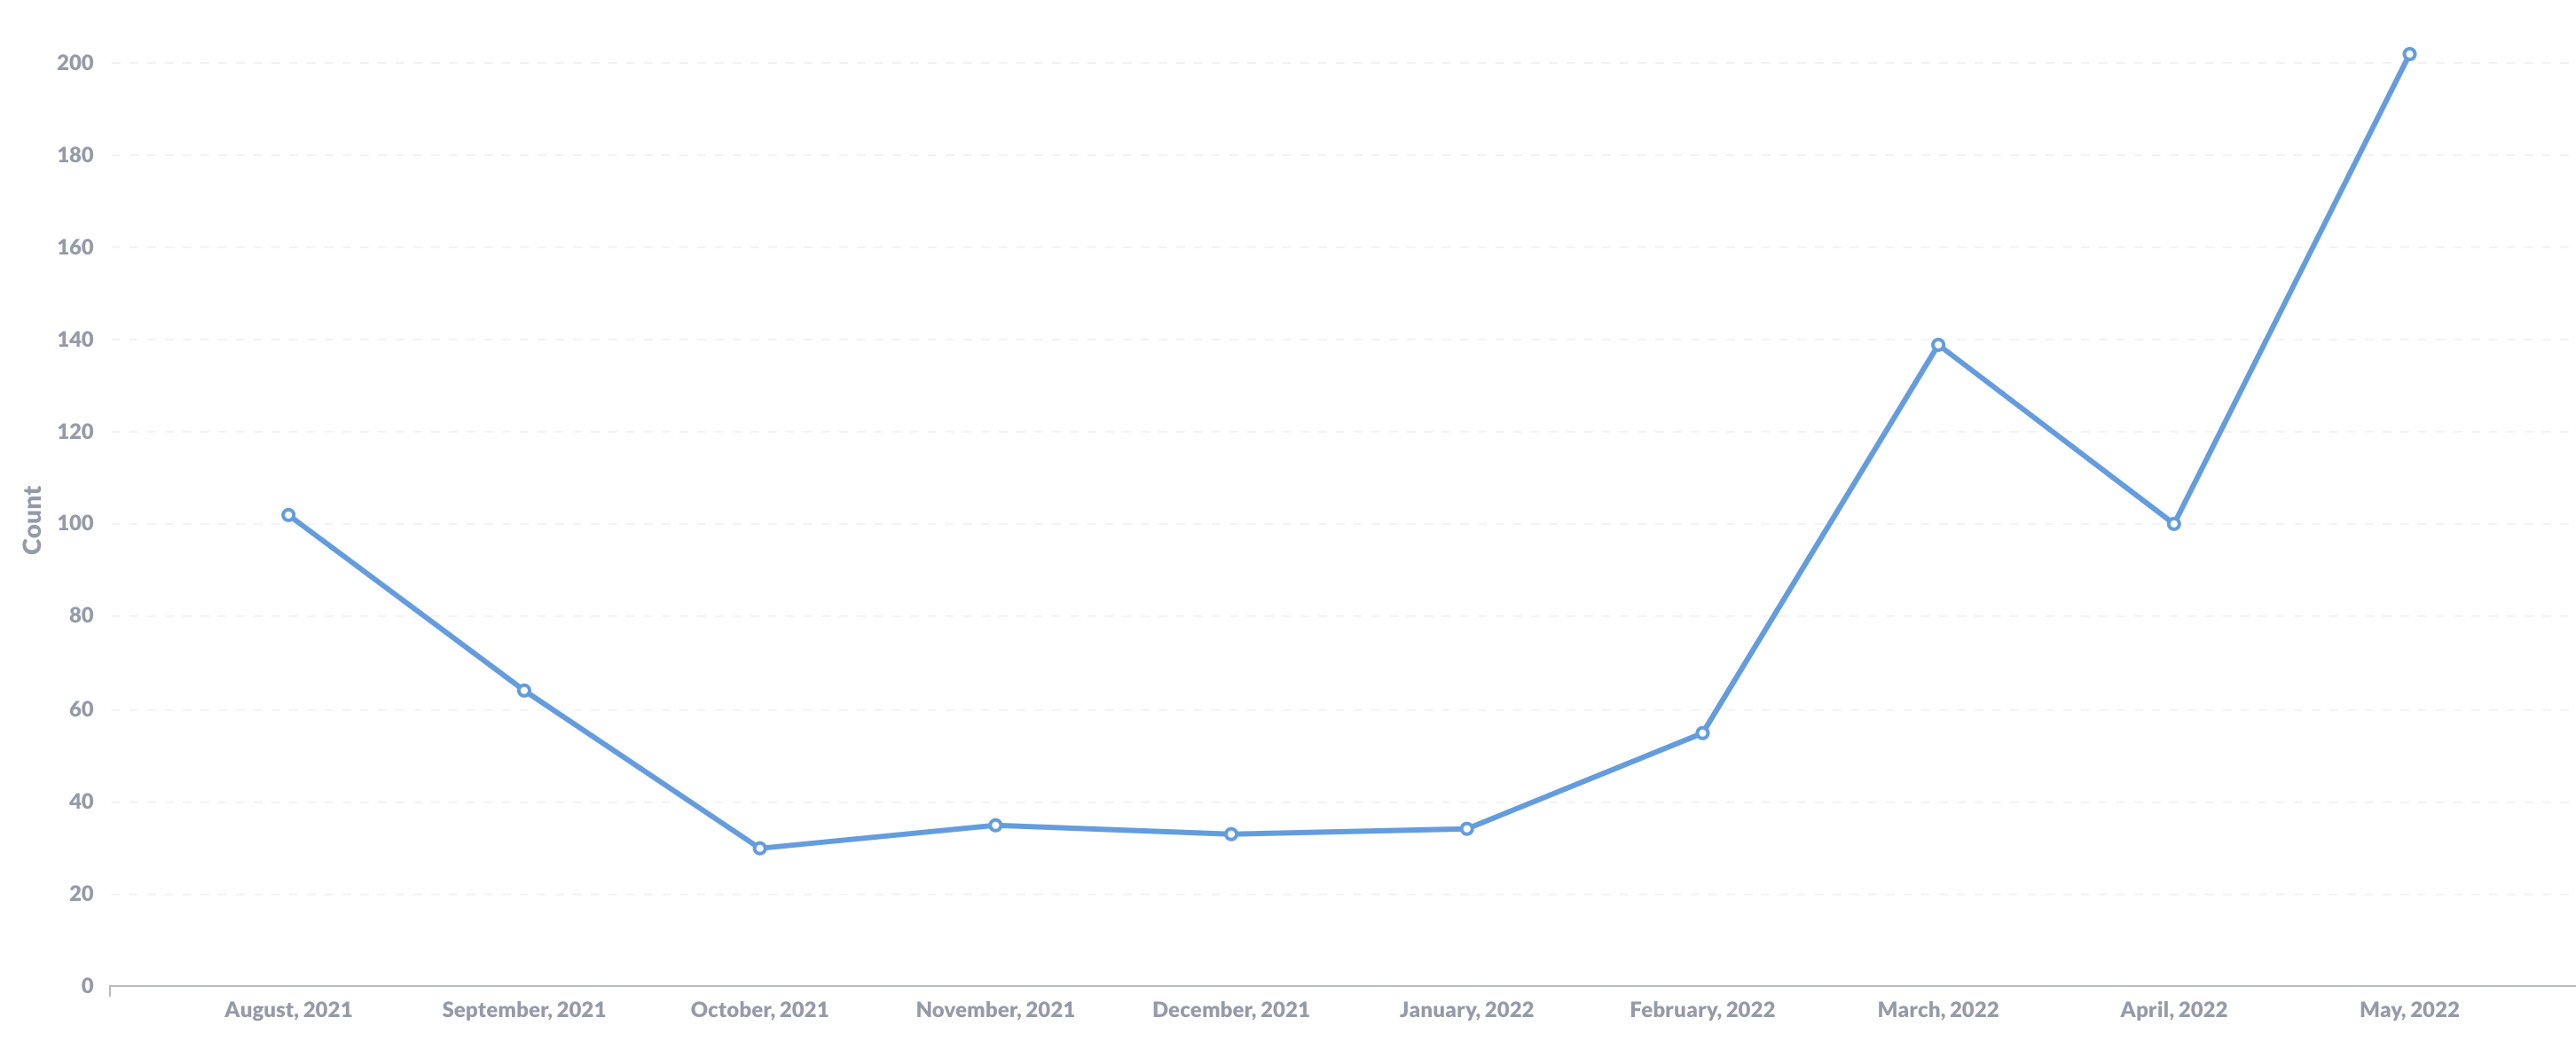 200
180
160
140
120
100
80
60
40
20
0
Count
August, 2021
September, 2021
October, 2021
November, 2021
December, 2021
January, 2022
February, 2022
March, 2022
April, 2022
May, 2022